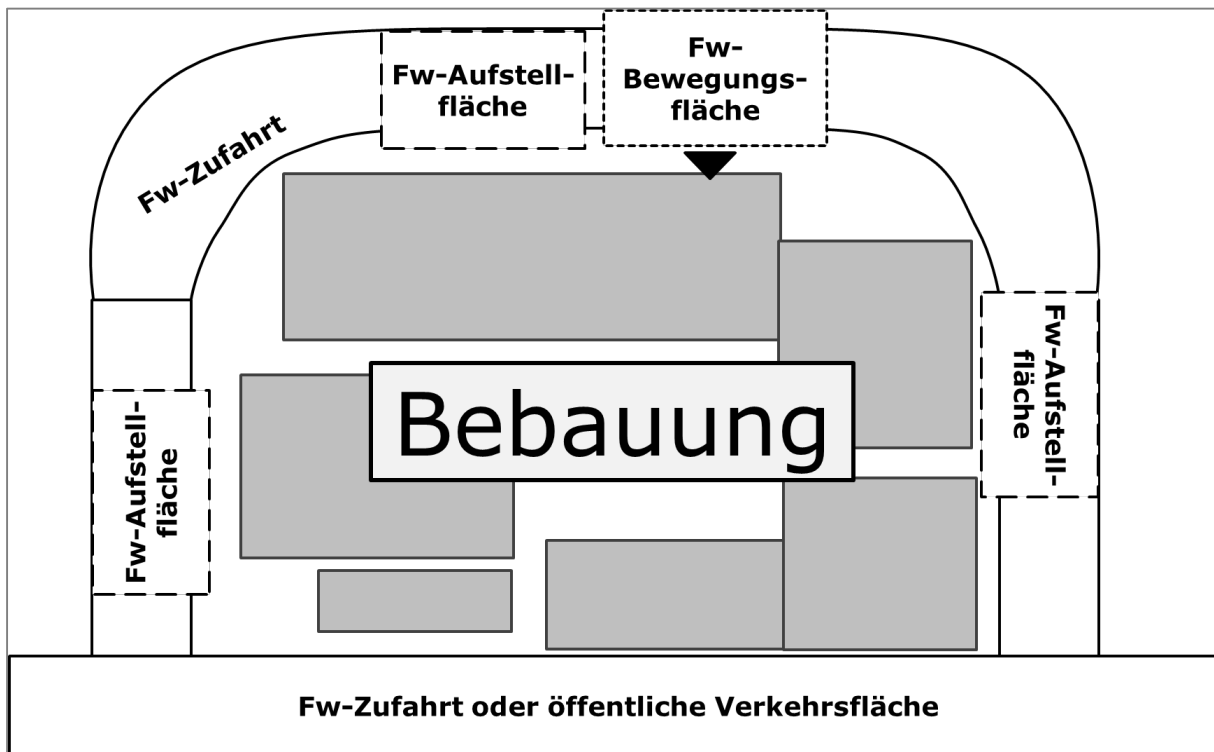 Fw-Aufstell-
fläche
Fw-
Bewegungs-
fläche
Fw-Zufahrt
Fw-Aufstell-
fläche
Bebauung
Fw-Aufstell-
fläche
Fw-Zufahrt oder öffentliche Verkehrsfläche